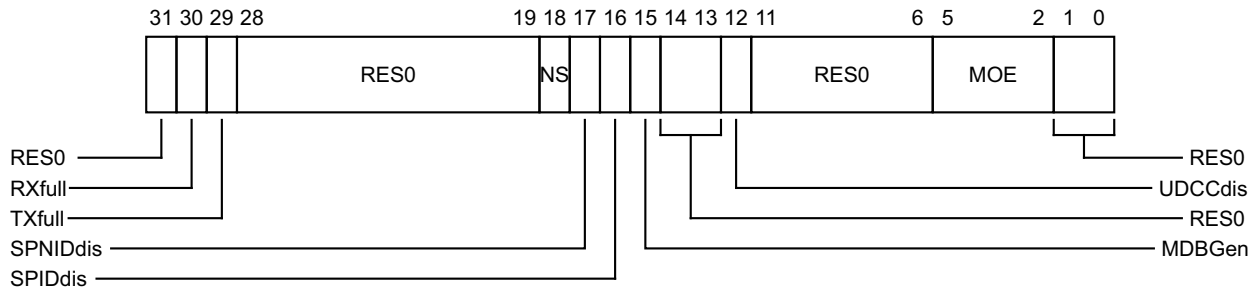 31 30 29 28 19 18 17 16 15 14 13 12 11 6 5 2 1 0
RES0 NS RES0 MOE
RES0 RES0
RXfull UDCCdis
TXfull RES0
SPNIDdis MDBGen
SPIDdis